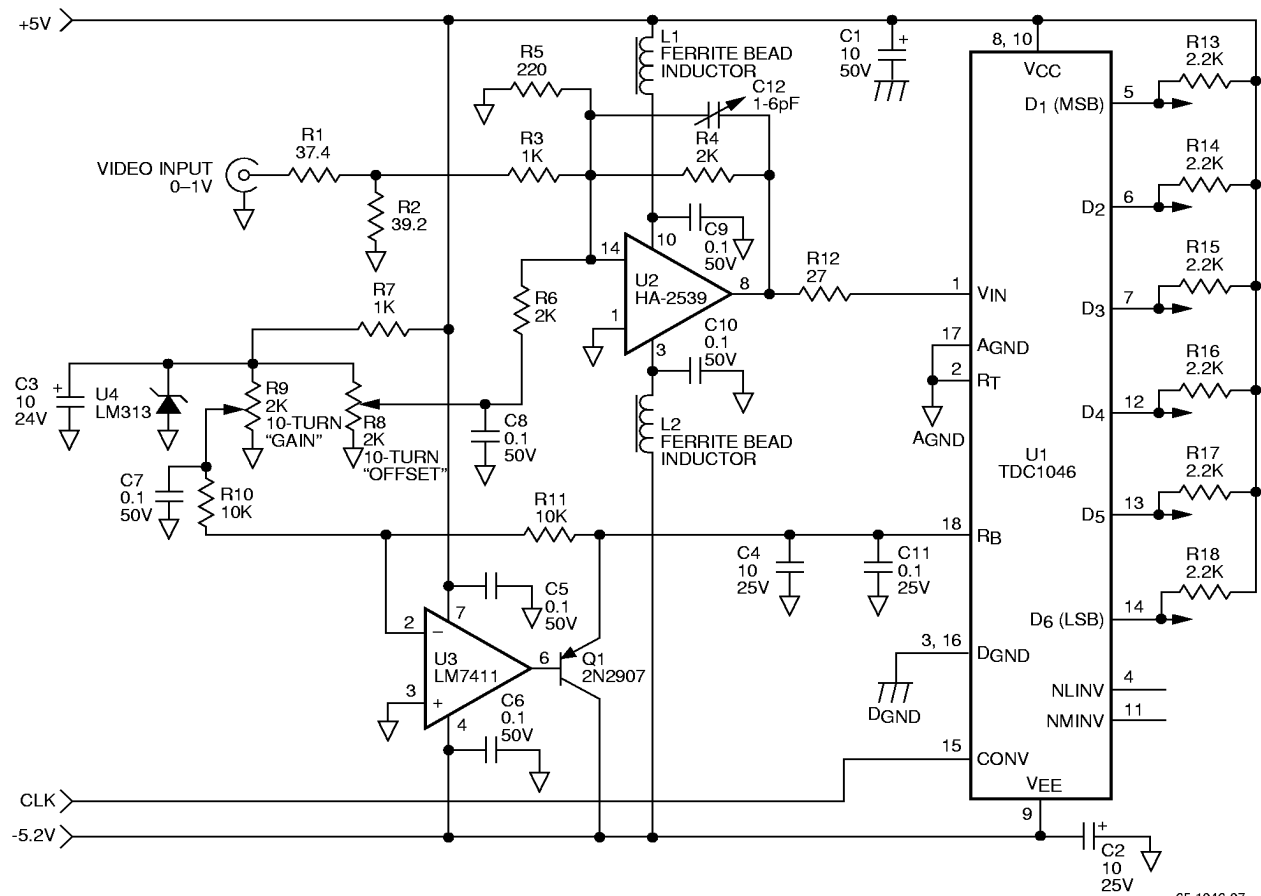 +5V
L1
FERRITE BEAD
INDUCTOR
R5
220
C12
1-6pF
C1
10
50V
+
8, 10
VCC
R13
2.2K
5
D1 (MSB)
VIDEO INPUT
0–1V
R1
37.4
R2
39.2
R3
1K
R4
2K
R14
2.2K
6
D2
C9
0.1
50V
10
14
U2
HA-2539
8
1
3
R12
27
1
VIN
R15
2.2K
7
D3
R7
1K
R6
2K
C10
0.1
50V
17
AGND
2
RT
AGND
R16
2.2K
12
D4
C3
10
24V
+
U4
LM313
R9
2K
10-TURN
“GAIN”
R8
2K
10-TURN
“OFFSET”
C8
0.1
50V
L2
FERRITE BEAD
INDUCTOR
U1
TDC1046
R17
2.2K
13
D5
C7
0.1
50V
R10
10K
R11
10K
18
RB
C4
10
25V
C11
0.1
25V
R18
2.2K
14
D6 (LSB)
C5
0.1
50V
7
2
–
U3
LM7411
6
3
+
4
Q1
2N2907
C6
0.1
50V
3, 16
DGND
DGND
NLINV
4
NMINV
11
15
CONV
VEE
9
CLK
-5.2V
+
C2
10
25V